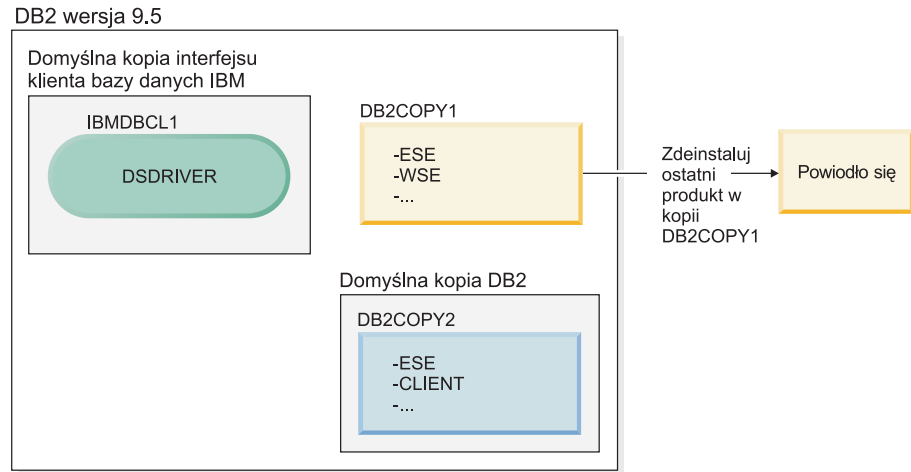 DB2 wersja 9.5
Domyślna kopia interfejsu
klienta bazy danych IBM
IBMDBCL1
DSDRIVER
DB2COPY1
-ESE
-WSE
-...
Zdeinstaluj
ostatni
produkt w
kopii
DB2COPY1
Powiodło się
Domyślna kopia DB2
DB2COPY2
-ESE
-CLIENT
-...